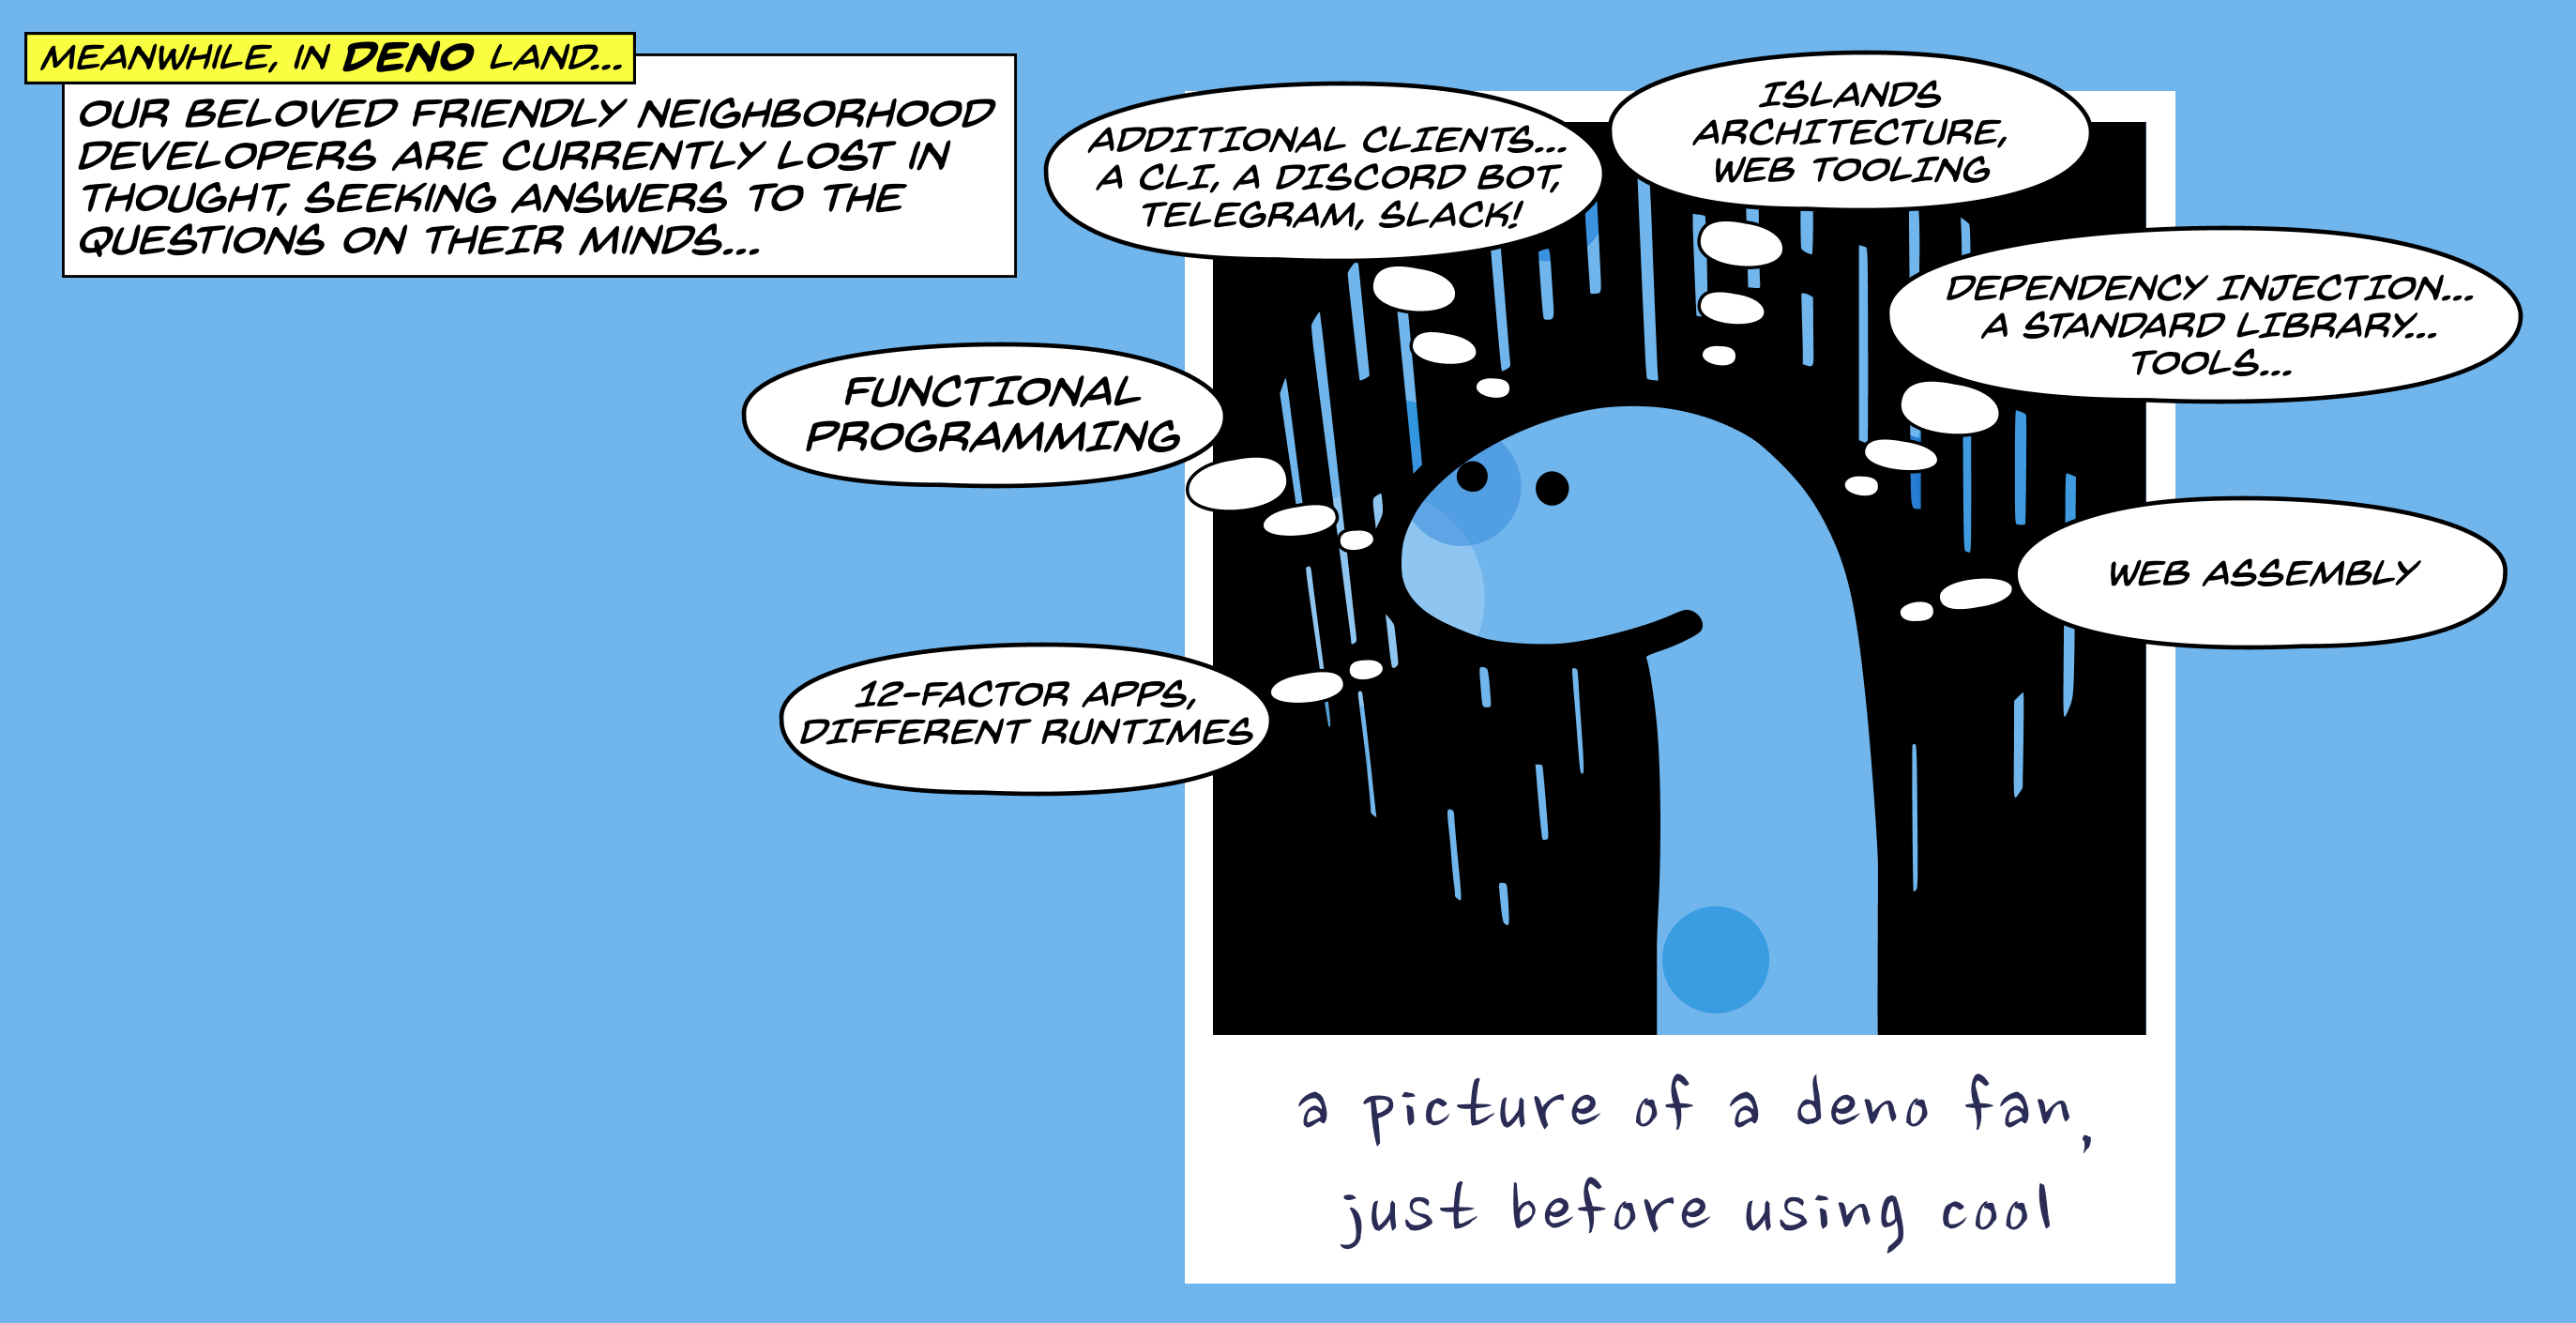 MEANWHILE, IN DENO LAND...
OUR BELOVED FRIENDLY NEIGHBORHOOD
DEVELOPERS ARE CURRENTLY LOST IN
THOUGHT, SEEKING ANSWERS TO THE
QUESTIONS ON THEIR MINDS...
ADDITIONAL CLIENTS...
A CLI, A DISCORD BOT,
TELEGRAM, SLACK!
ISLANDS
ARCHITECTURE,
WEB TOOLING
DEPENDENCY INJECTION...
A STANDARD LIBRARY...
TOOLS...
FUNCTIONAL
PROGRAMMING
WEB ASSEMBLY
12-FACTOR APPS,
DIFFERENT RUNTIMES
a picture of a deno fan,
just before using cool